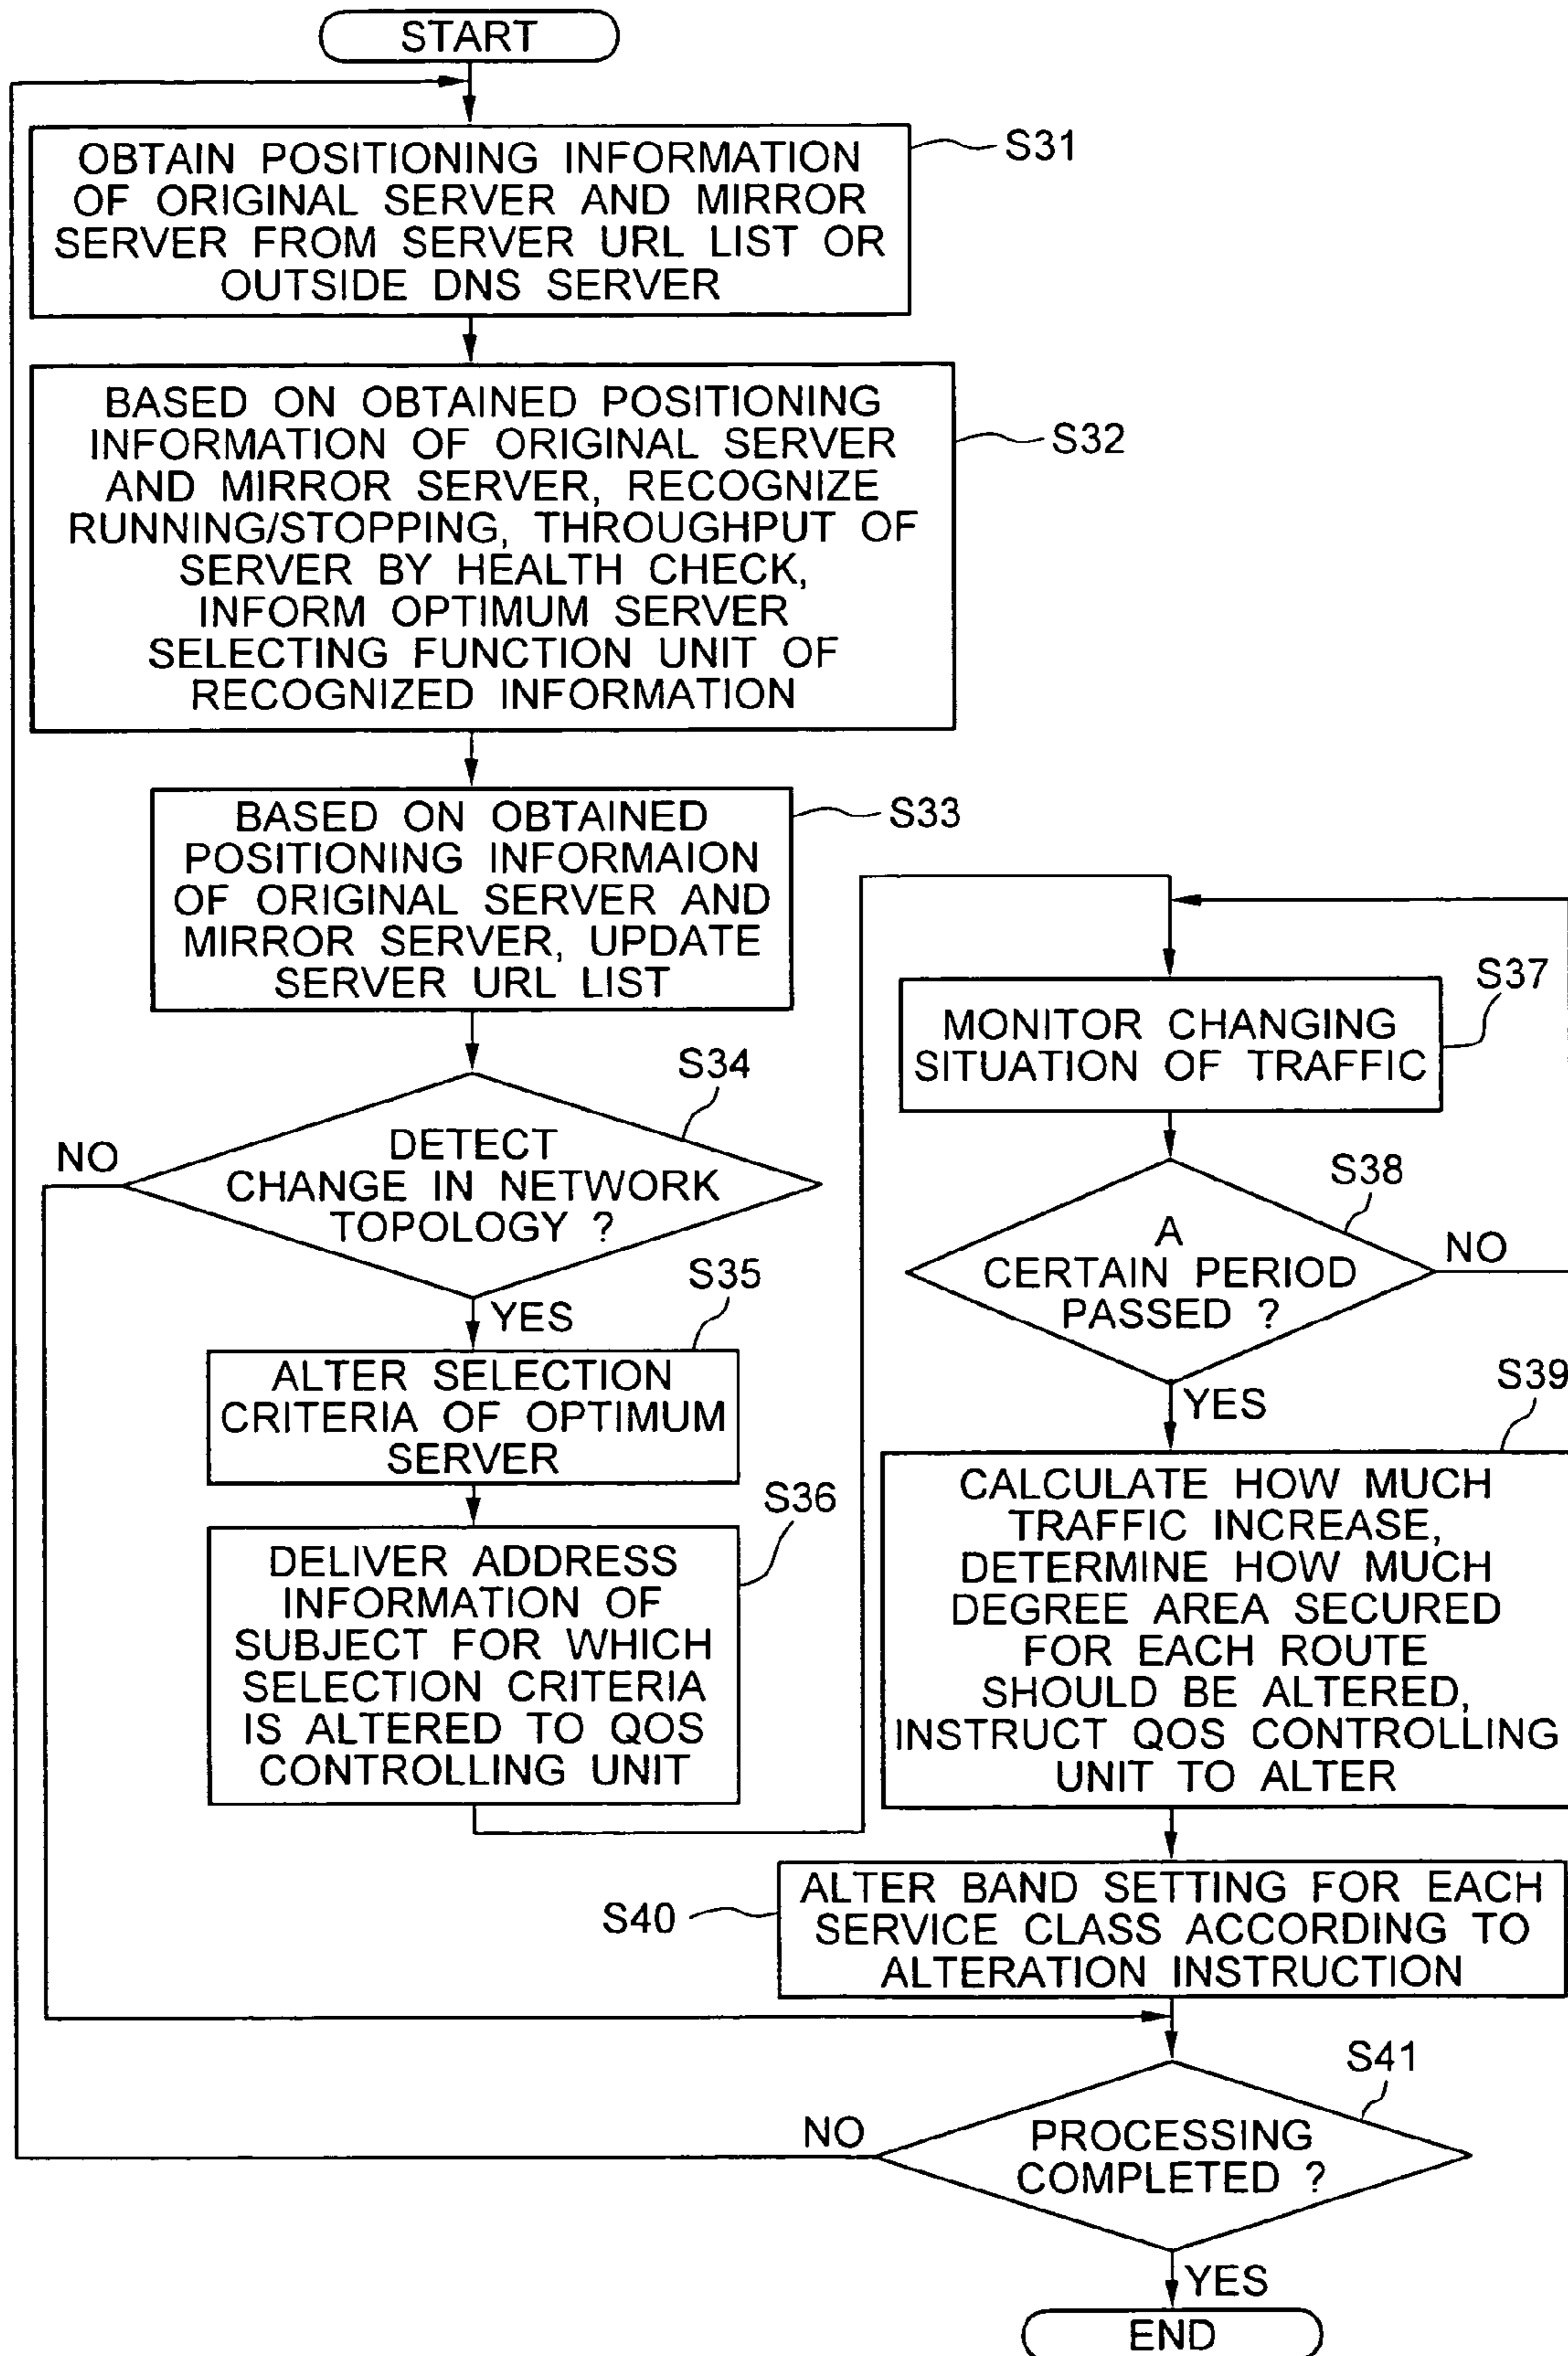 START
OBTAIN POSITIONING INFORMATION
OF ORIGINAL SERVER AND MIRROR
SERVER FROM SERVER URL LIST OR
OUTSIDE DNS SERVER
S31
BASED ON OBTAINED POSITIONING
INFORMATION OF ORIGINAL SERVER
AND MIRROR SERVER, RECOGNIZE
RUNNING/STOPPING, THROUGHPUT OF
SERVER BY HEALTH CHECK,
INFORM OPTIMUM SERVER
SELECTING FUNCTION UNIT OF
RECOGNIZED INFORMATION
S32
BASED ON OBTAINED
POSITIONING INFORMAION
OF ORIGINAL SERVER AND
MIRROR SERVER, UPDATE
SERVER URL LIST
S33
S34
DETECT
CHANGE IN NETWORK
TOPOLOGY ?
NO
YES
S35
ALTER SELECTION
CRITERIA OF OPTIMUM
SERVER
S36
DELIVER ADDRESS
INFORMATION OF
SUBJECT FOR WHICH
SELECTION CRITERIA
IS ALTERED TO QOS
CONTROLLING UNIT
S37
MONITOR CHANGING
SITUATION OF TRAFFIC
S38
A
CERTAIN PERIOD
PASSED ?
NO
YES
S39
CALCULATE HOW MUCH
TRAFFIC INCREASE,
DETERMINE HOW MUCH
DEGREE AREA SECURED
FOR EACH ROUTE
SHOULD BE ALTERED,
INSTRUCT QOS CONTROLLING
UNIT TO ALTER
S40
ALTER BAND SETTING FOR EACH
SERVICE CLASS ACCORDING TO
ALTERATION INSTRUCTION
S41
PROCESSING
COMPLETED ?
NO
YES
END